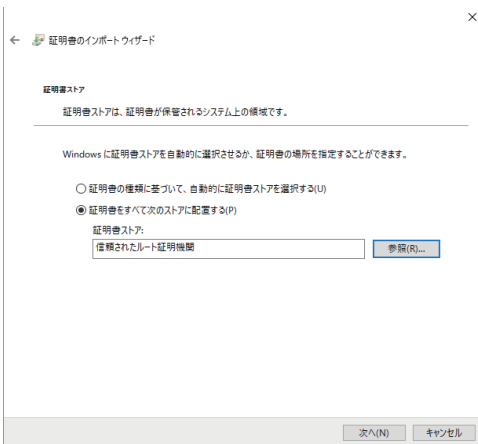 証明書のインポート ウィザード
証明書ストア
証明書ストアは、証明書が保管されるシステム上の領域です。
Windows に証明書ストアを自動的に選択させるか、証明書の場所を指定することができます。
証明書の種類に基づいて、自動的に証明書ストアを選択する(U)
証明書をすべて次のストアに配置する(P)
証明書ストア:
信頼されたルート証明機関
参照(R)...
次へ(N)
キャンセル